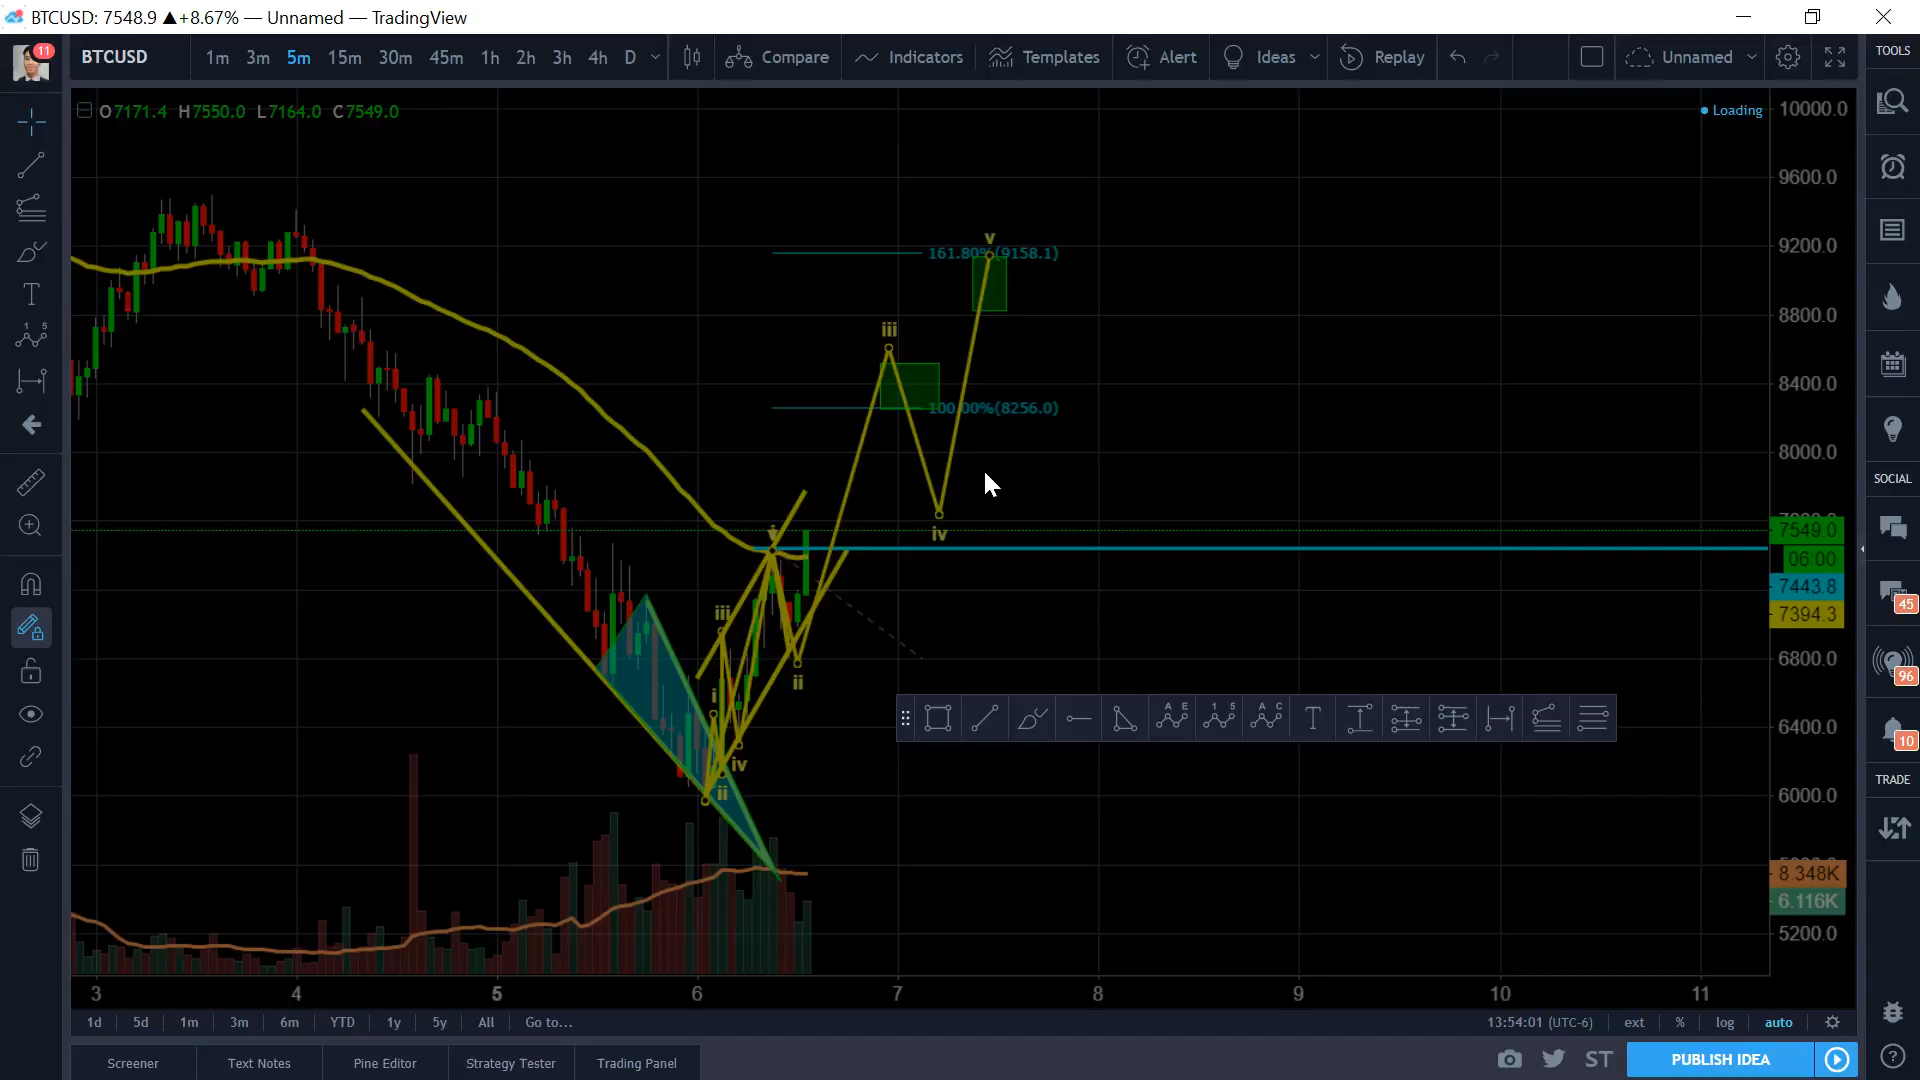 BTCUSD: 7548.9 ▲+8.67% — Unnamed — TradingView
11
BTCUSD 1m 3m 5m 15m 30m 45m 1h 2h 3h 4h D Compare Indicators Templates Alert Ideas Replay Unnamed
TOOLS
O7171.4 H7550.0 L7164.0 C7549.0
Loading
10000.0
9600.0
9200.0
8800.0
8400.0
8000.0
7549.0
06:00
7443.8
7394.3
6800.0
6400.0
6000.0
8.348K
6.116K
5200.0
v
161.80%(9158.1)
iii
100.00%(8256.0)
iv
iii
ii
i
iv
ii
A E
1 5
A C
T
T
1 5
SOCIAL
45
96
10
TRADE
3 4 5 6 7 8 9 10 11
1d 5d 1m 3m 6m YTD 1y 5y All Go to... 13:54:01 (UTC-6) ext % log auto
Screener Text Notes Pine Editor Strategy Tester Trading Panel ST PUBLISH IDEA